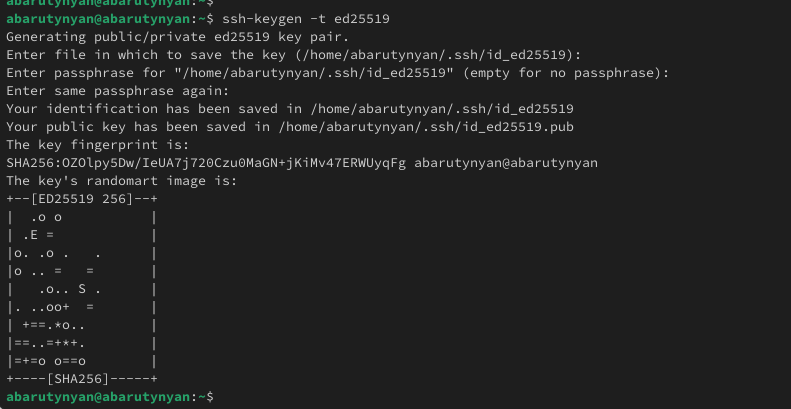 abarutynyan@abarutynyan:~$
abarutynyan@abarutynyan:~$ ssh-keygen -t ed25519
Generating public/private ed25519 key pair.
Enter file in which to save the key (/home/abarutynyan/.ssh/id_ed25519):
Enter passphrase for "/home/abarutynyan/.ssh/id_ed25519" (empty for no passphrase):
Enter same passphrase again:
Your identification has been saved in /home/abarutynyan/.ssh/id_ed25519
Your public key has been saved in /home/abarutynyan/.ssh/id_ed25519.pub
The key fingerprint is:
SHA256:OZOlpy5Dw/IeUA7j720Czu0MaGN+jKiMv47ERWUyqFg abarutynyan@abarutynyan
The key's randomart image is:
+--[ED25519 256]--+
|  .o o           |
| .E =            |
|o. .o .   .      |
|o .. =   =       |
|   .o.. S .      |
|. ..oo+  =       |
| +==.*o..        |
|==..=+*+.        |
|=+=o o==o        |
+----[SHA256]-----+
abarutynyan@abarutynyan:~$